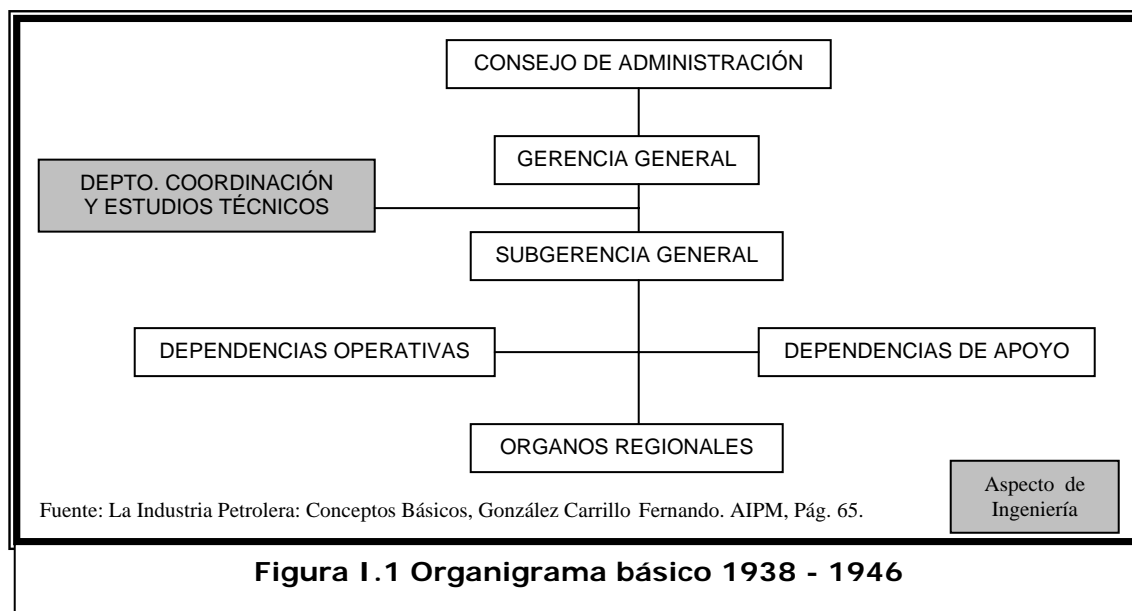 CONSEJO DE ADMINISTRACIÓN
GERENCIA GENERAL
DEPTO. COORDINACIÓN
Y ESTUDIOS TÉCNICOS
SUBGERENCIA GENERAL
DEPENDENCIAS OPERATIVAS
DEPENDENCIAS DE APOYO
ORGANOS REGIONALES
Aspecto de
Ingeniería
Fuente: La Industria Petrolera: Conceptos Básicos, González Carrillo Fernando. AIPM, Pág. 65.
Figura I.1 Organigrama básico 1938 - 1946